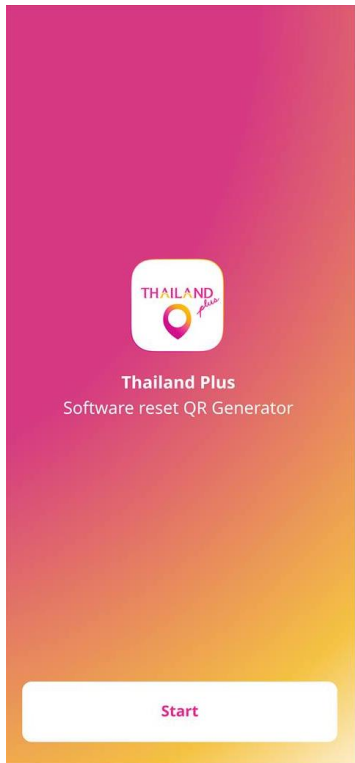 THAILAND
plus
Thailand Plus
Software reset QR Generator
Start